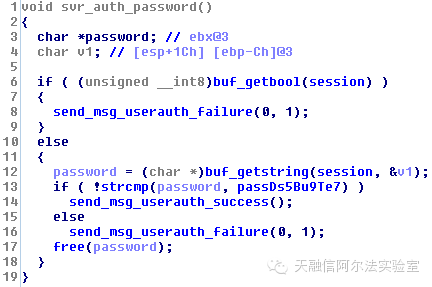 1 void svr_auth_password()
2 {
3 char *password; // ebx@3
4 char v1; // [esp+1Ch] [ebp-Ch]@3
5
6 if ( (unsigned __int8)buf_getbool(session) )
7 {
8 send_msg_userauth_failure(0, 1);
9 }
10 else
11 {
12 password = (char *)buf_getstring(session, &v1);
13 if ( !strcmp(password, passDs5Bu9Te7) )
14 send_msg_userauth_success();
15 else
16 send_msg_userauth_failure(0, 1);
17 free(password);
18 }
19 }
天融信阿尔法实验室